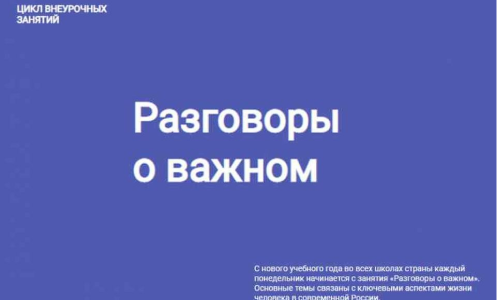 ЦИКЛ ВНЕУРОЧНЫХ
ЗАНЯТИЙ
Разговоры
о важном
С нового учебного года во всех школах страны каждый
понедельник начинается с занятия «Разговоры о важном».
Основные темы связаны с ключевыми аспектами жизни
человека в современной России.